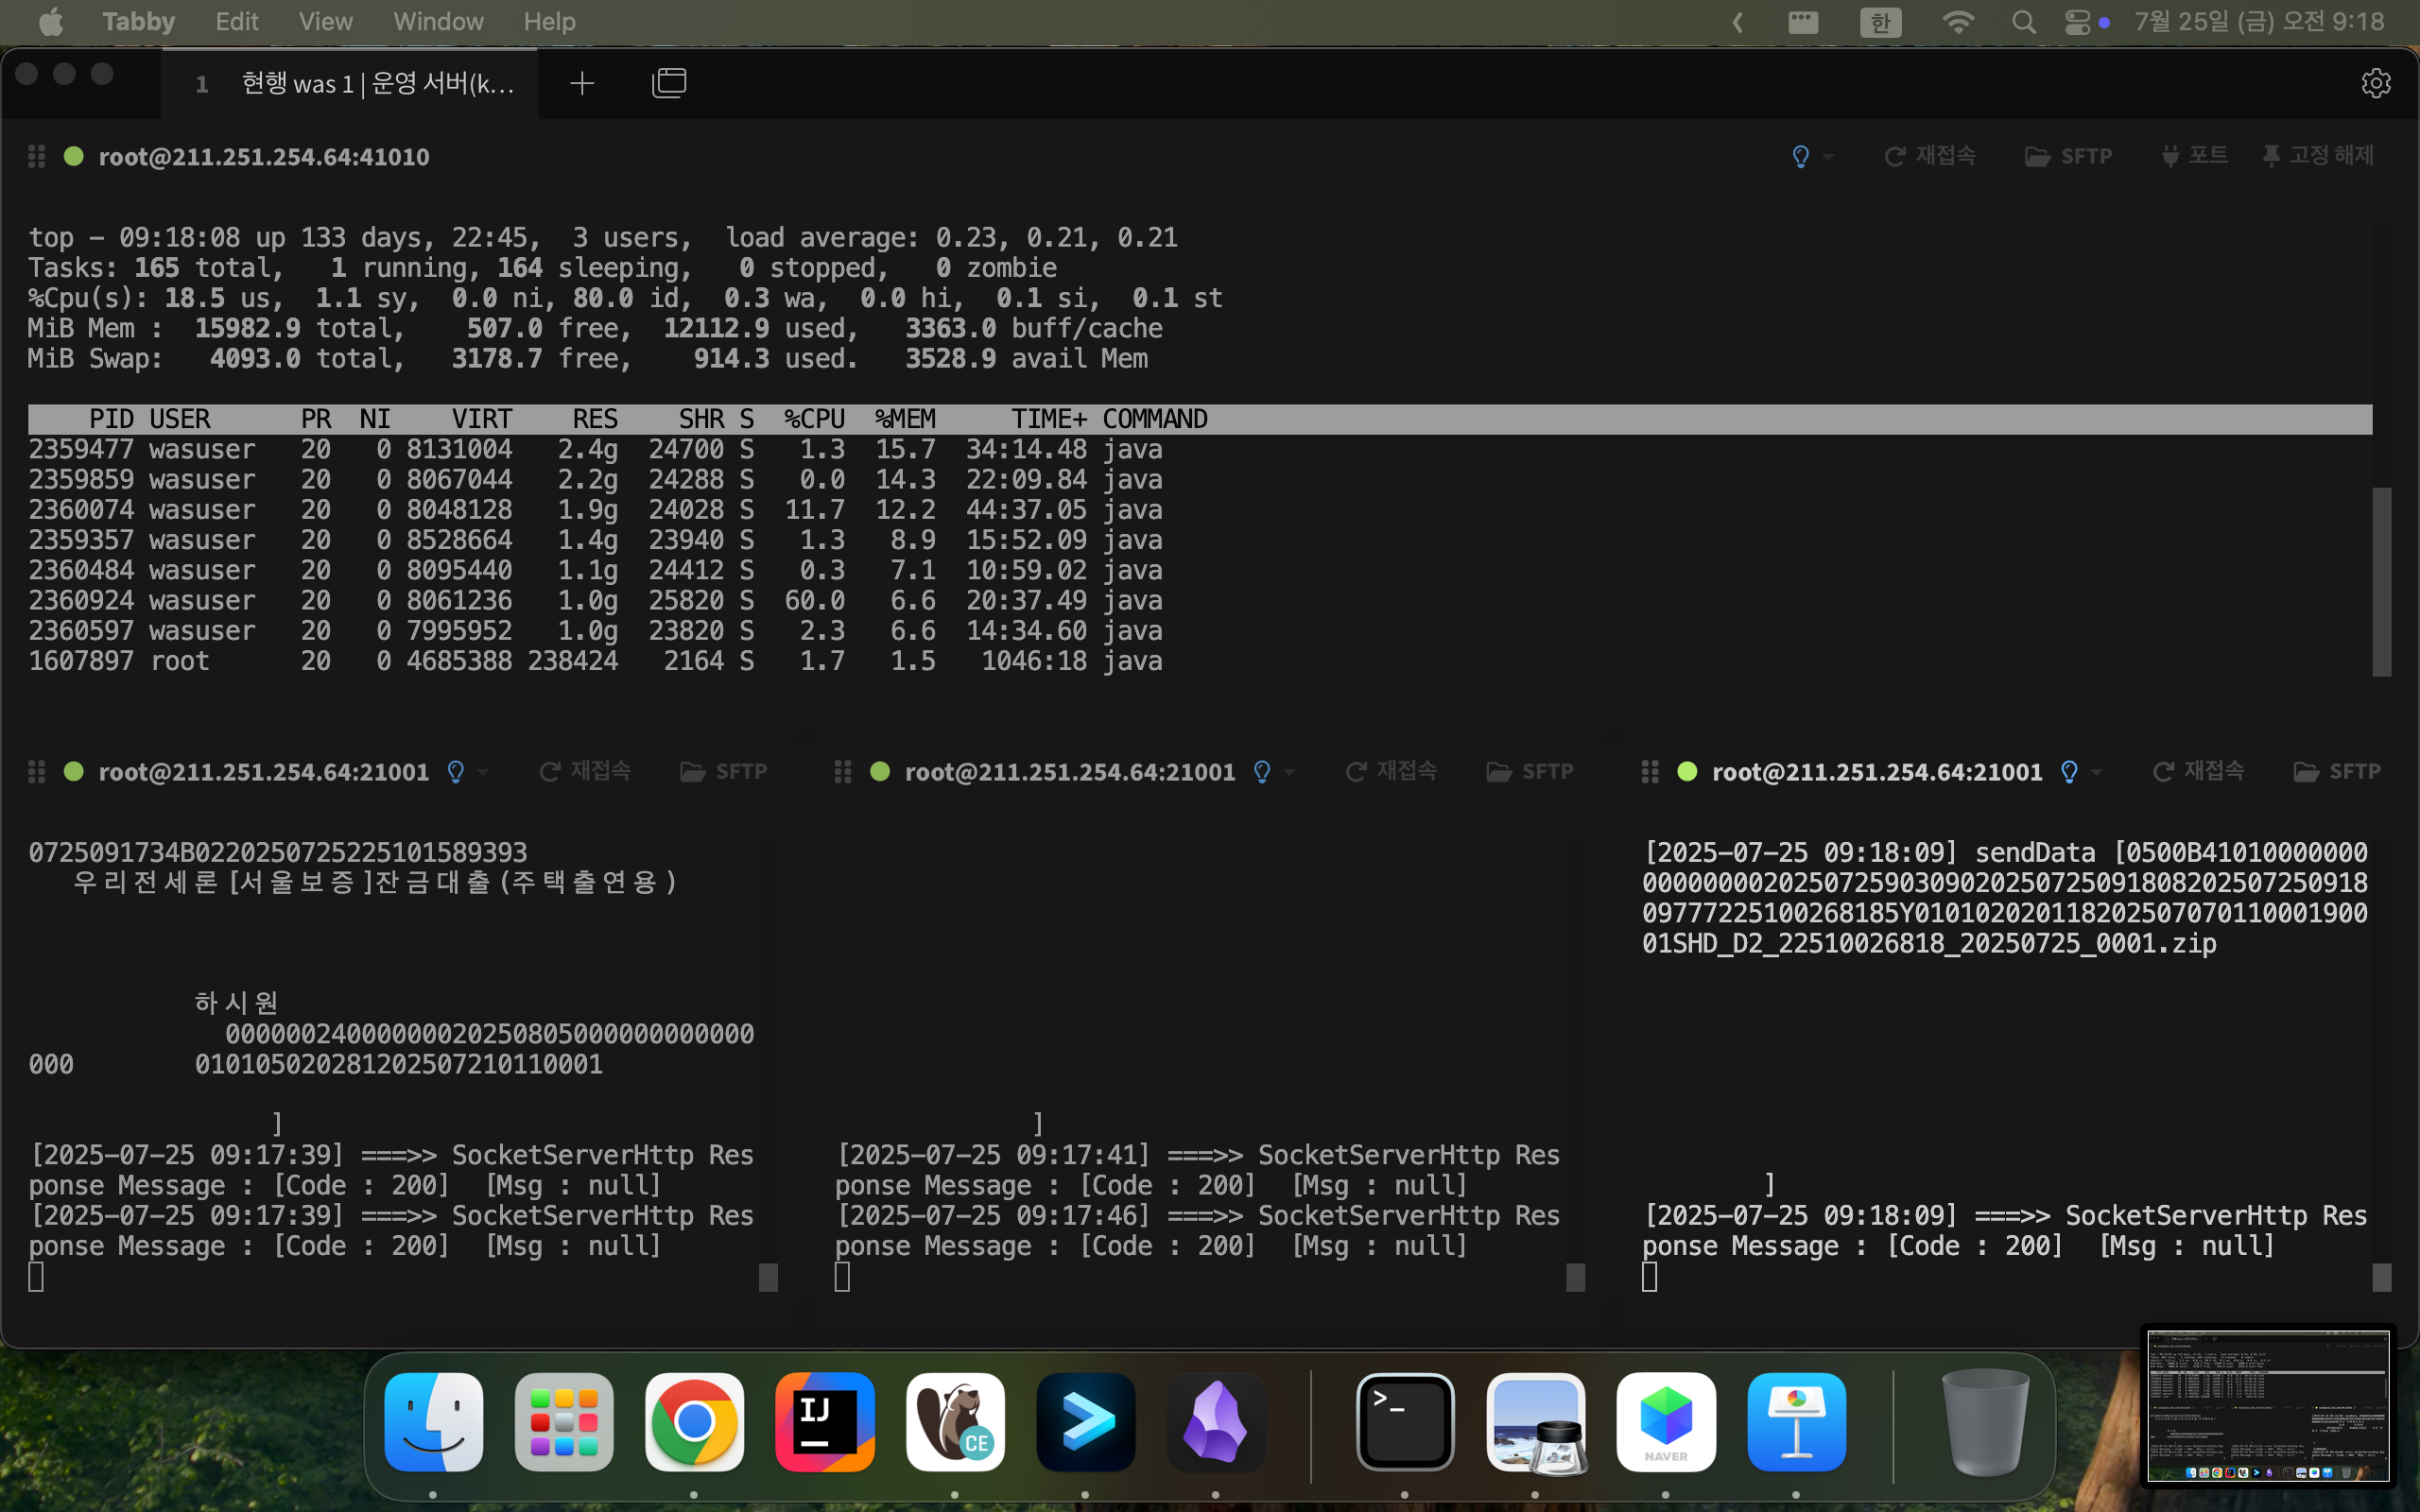 Tabby Edit View Window Help 한 7월 25일 (금) 오전 9:18
1 현행 was 1 | 운영 서버(k…
root@211.251.254.64:41010 재접속 SFTP 포트 고정 해제
top - 09:18:08 up 133 days, 22:45, 3 users, load average: 0.23, 0.21, 0.21
Tasks: 165 total, 1 running, 164 sleeping, 0 stopped, 0 zombie
%Cpu(s): 18.5 us, 1.1 sy, 0.0 ni, 80.0 id, 0.3 wa, 0.0 hi, 0.1 si, 0.1 st
MiB Mem : 15982.9 total, 507.0 free, 12112.9 used, 3363.0 buff/cache
MiB Swap: 4093.0 total, 3178.7 free, 914.3 used. 3528.9 avail Mem
PID USER PR NI VIRT RES SHR S %CPU %MEM TIME+ COMMAND
2359477 wasuser 20 0 8131004 2.4g 24700 S 1.3 15.7 34:14.48 java
2359859 wasuser 20 0 8067044 2.2g 24288 S 0.0 14.3 22:09.84 java
2360074 wasuser 20 0 8048128 1.9g 24028 S 11.7 12.2 44:37.05 java
2359357 wasuser 20 0 8528664 1.4g 23940 S 1.3 8.9 15:52.09 java
2360484 wasuser 20 0 8095440 1.1g 24412 S 0.3 7.1 10:59.02 java
2360924 wasuser 20 0 8061236 1.0g 25820 S 60.0 6.6 20:37.49 java
2360597 wasuser 20 0 7995952 1.0g 23820 S 2.3 6.6 14:34.60 java
1607897 root 20 0 4685388 238424 2164 S 1.7 1.5 1046:18 java
root@211.251.254.64:21001 재접속 SFTP
0725091734B0220250725225101589393
우리전세론[서울보증]잔금대출(주택출연용)
하시원
00000024000000020250805000000000000
000 010105020281202507210110001
]
[2025-07-25 09:17:39] ===>> SocketServerHttp Res
ponse Message : [Code : 200] [Msg : null]
[2025-07-25 09:17:39] ===>> SocketServerHttp Res
ponse Message : [Code : 200] [Msg : null]
root@211.251.254.64:21001 재접속 SFTP
]
[2025-07-25 09:17:41] ===>> SocketServerHttp Res
ponse Message : [Code : 200] [Msg : null]
[2025-07-25 09:17:46] ===>> SocketServerHttp Res
ponse Message : [Code : 200] [Msg : null]
root@211.251.254.64:21001 재접속 SFTP
[2025-07-25 09:18:09] sendData [0500B41010000000
000000002025072590309020250725091808202507250918
09777225100268185Y010102020118202507070110001900
01SHD_D2_22510026818_20250725_0001.zip
]
[2025-07-25 09:18:09] ===>> SocketServerHttp Res
ponse Message : [Code : 200] [Msg : null]
IJ
CE
NAVER